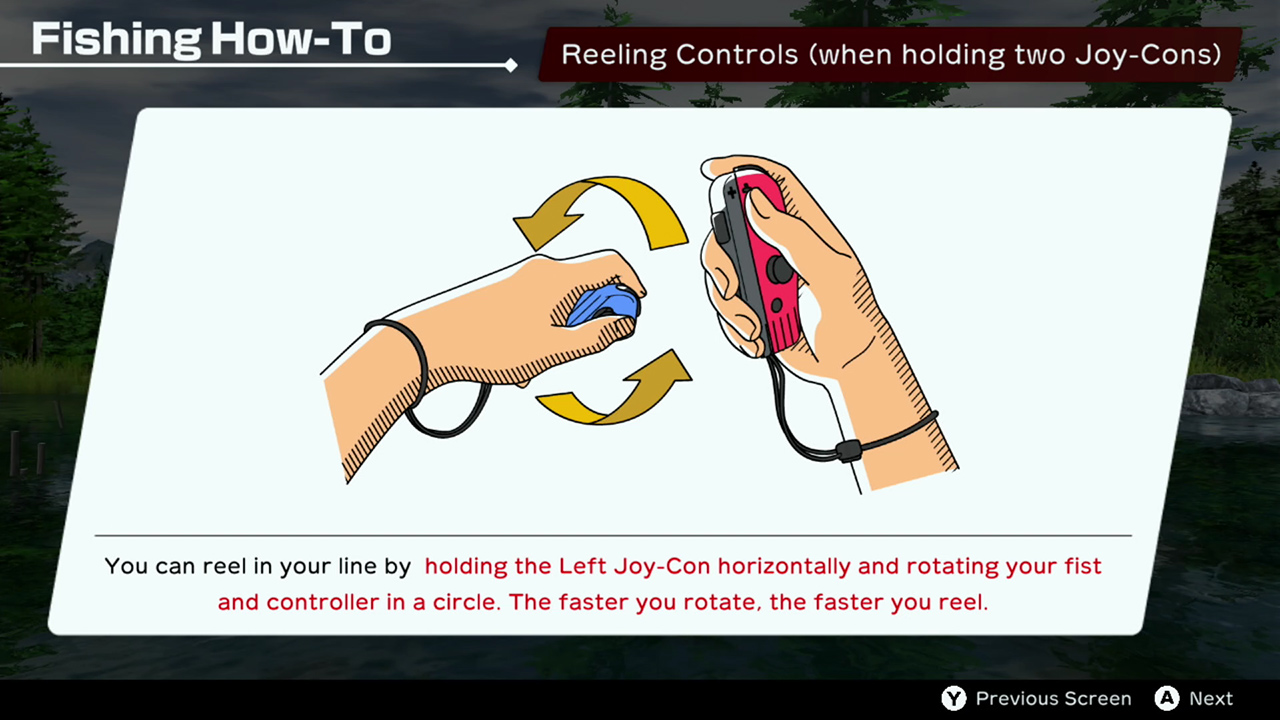 Fishing How-To
Reeling Controls (when holding two Joy-Cons)
You can reel in your line by holding the Left Joy-Con horizontally and rotating your fist
and controller in a circle. The faster you rotate, the faster you reel.
Y Previous Screen A Next